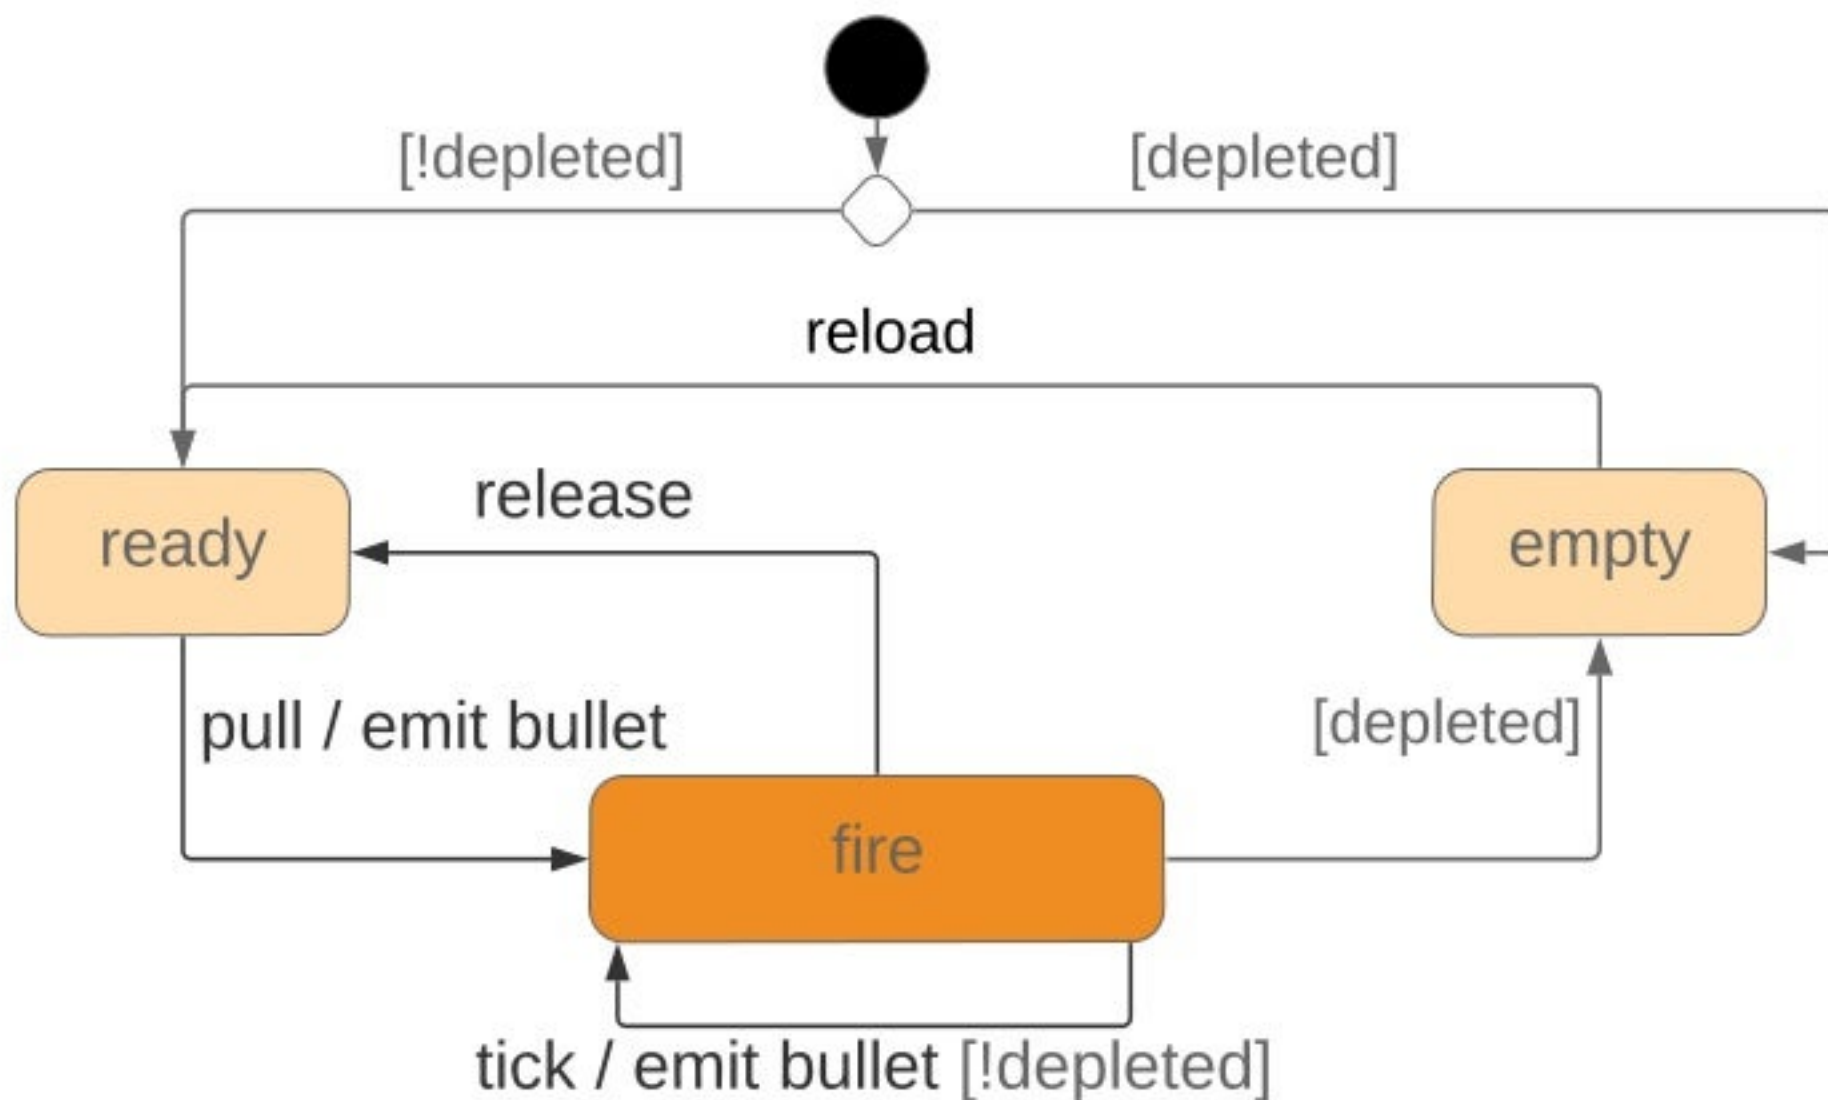 [!depleted]
[depleted]
reload
ready
release
empty
pull / emit bullet
[depleted]
fire
tick / emit bullet [!depleted]